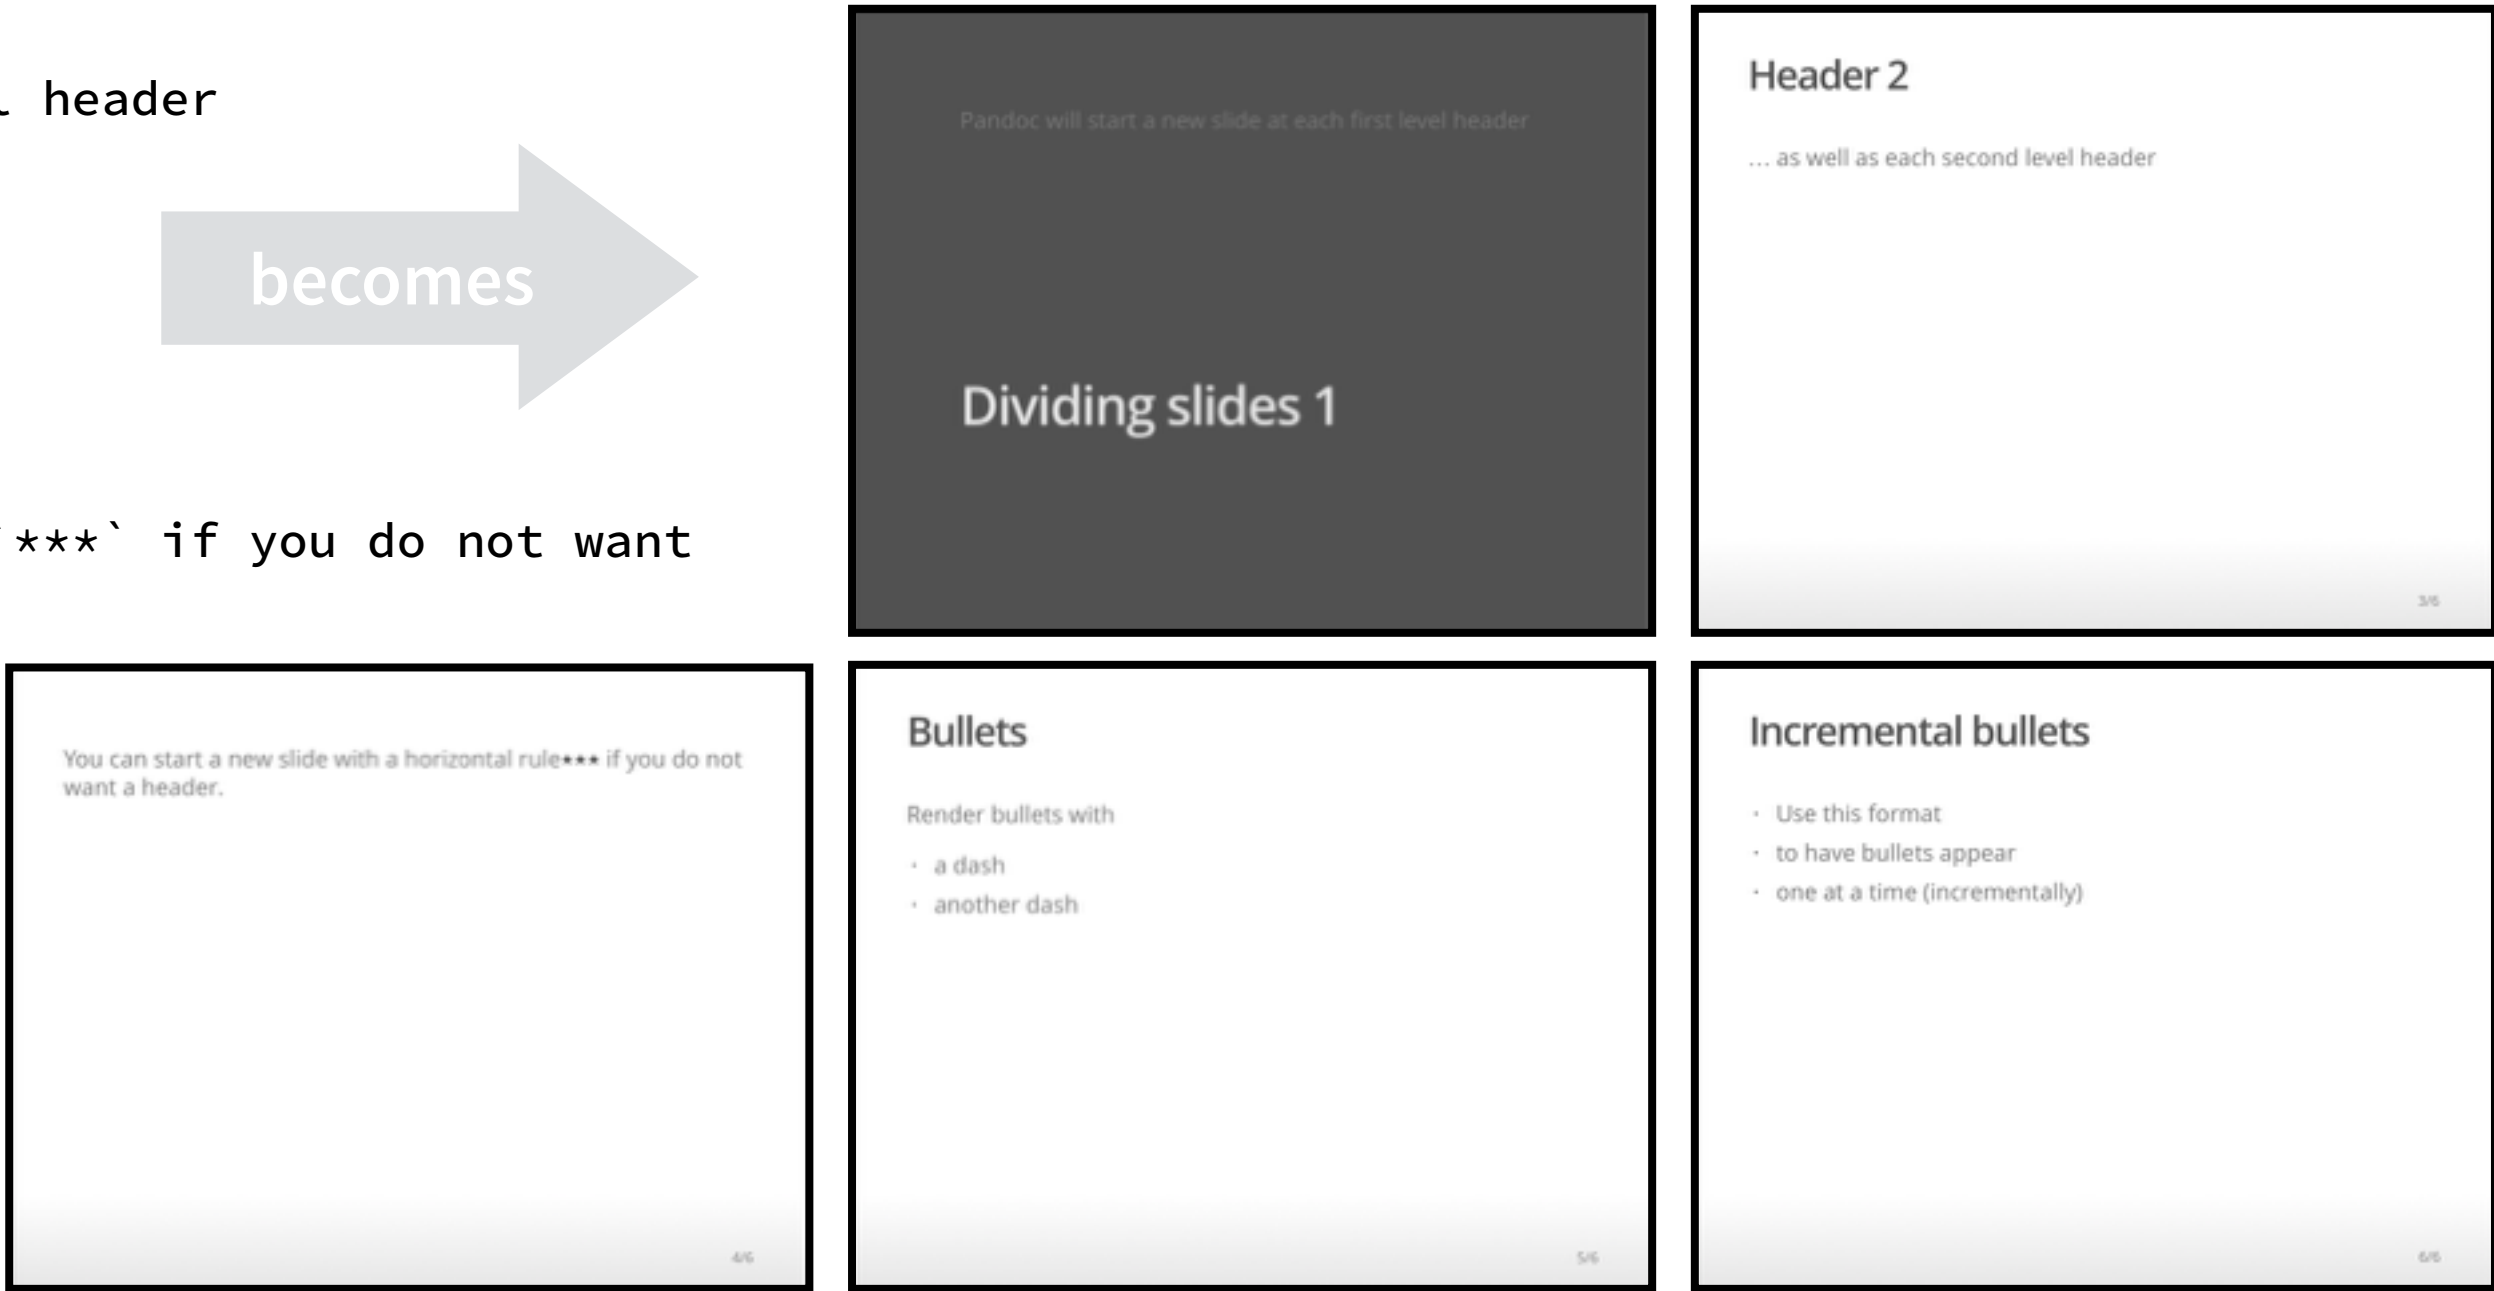 header
becomes
***` if you do not want
Pandoc will start a new slide at each first level header
Dividing slides 1
Header 2
... as well as each second level header
3/6
You can start a new slide with a horizontal rule*** if you do not
want a header.
4/6
Bullets
Render bullets with
· a dash
· another dash
5/6
Incremental bullets
· Use this format
· to have bullets appear
· one at a time (incrementally)
6/6